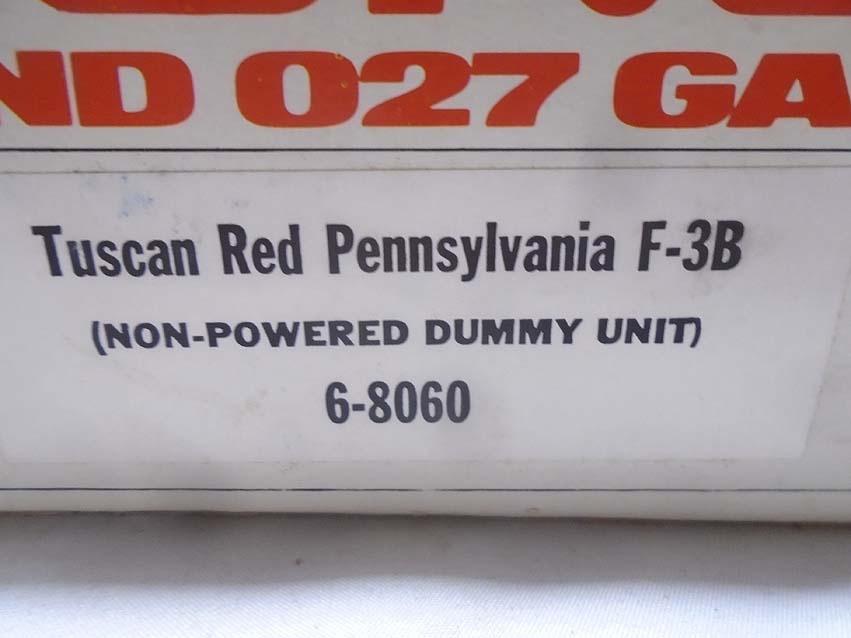 ND 027 GA
Tuscan Red Pennsylvania F-3B
(NON-POWERED DUMMY UNIT)
6-8060